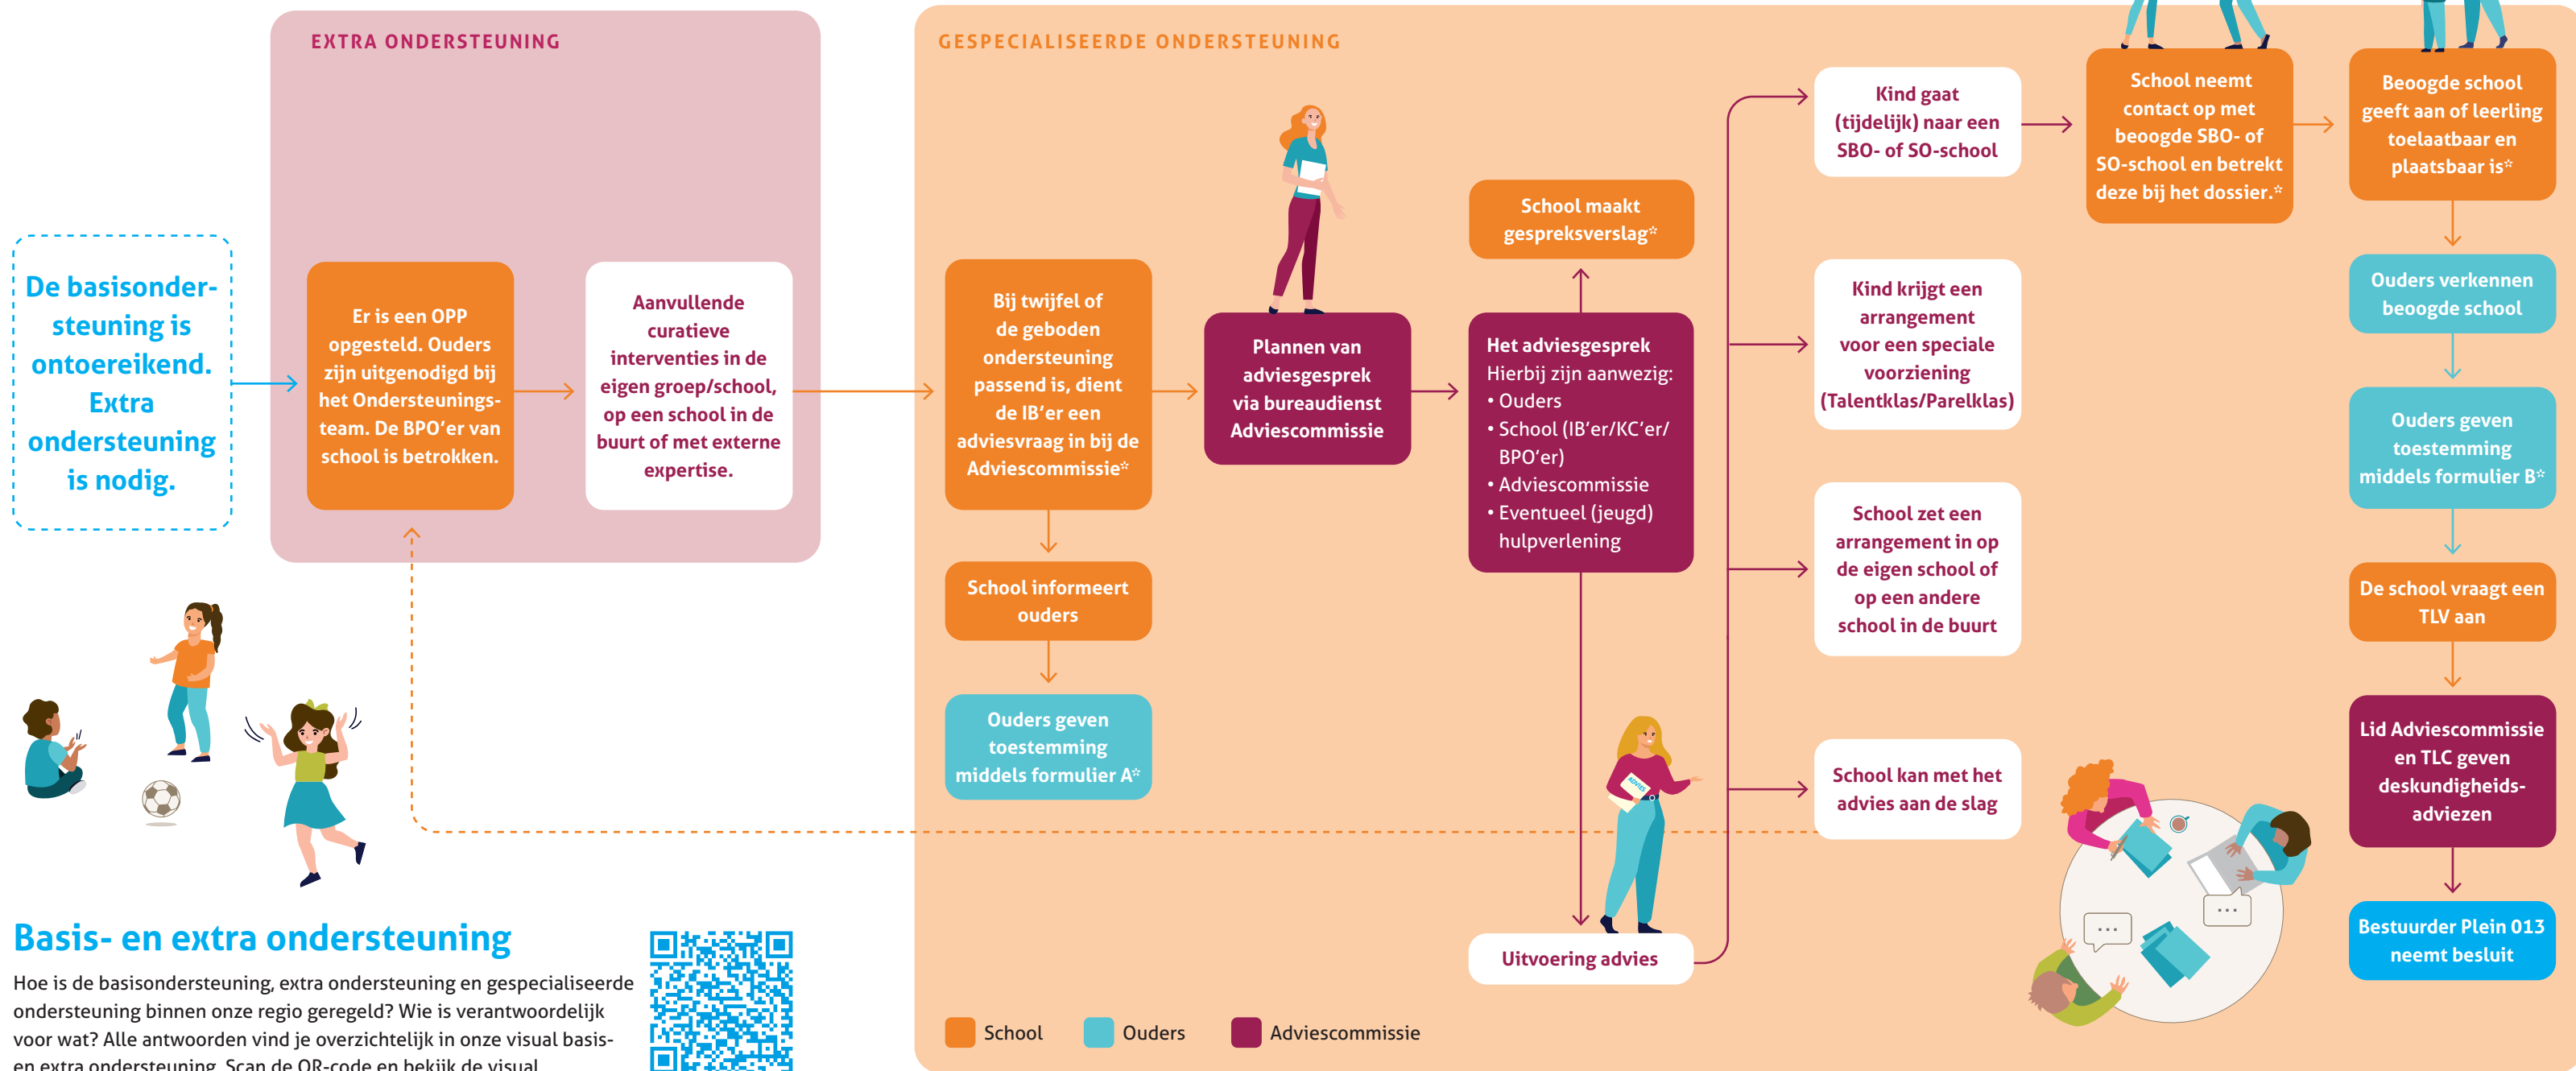 EXTRA ONDERSTEUNING
De basisonder-
steuning is
ontoereikend.
Extra
ondersteuning
is nodig.
Er is een OPP
opgesteld. Ouders
zijn uitgenodigd bij
het Ondersteunings-
team. De BPO’er van
school is betrokken.
Aanvullende
curatieve
interventies in de
eigen groep/school,
op een school in de
buurt of met externe
expertise.
GESPECIALISEERDE ONDERSTEUNING
Bij twijfel of
de geboden
ondersteuning
passend is, dient
de IB’er een
adviesvraag in bij de
Adviescommissie☆
School informeert
ouders
Ouders geven
toestemming
middels formulier A☆
Plannen van
adviesgesprek
via bureaudienst
Adviescommissie
School maakt
gespreksverslag☆
Het adviesgesprek
Hierbij zijn aanwezig:
• Ouders
• School (IB’er/KC’er/
BPO’er)
• Adviescommissie
• Eventueel (jeugd)
hulpverlening
ADVIES
Uitvoering advies
Kind gaat
(tijdelijk) naar een
SBO- of SO-school
Kind krijgt een
arrangement
voor een speciale
voorziening
(Talentklas/Parelklas)
School zet een
arrangement in op
de eigen school of
op een andere
school in de buurt
School kan met het
advies aan de slag
School neemt
contact op met
beoogde SBO- of
SO-school en betrekt
deze bij het dossier.☆
Beoogde school
geeft aan of leerling
toelaatbaar en
plaatsbaar is☆
Ouders verkennen
beoogde school
Ouders geven
toestemming
middels formulier B☆
De school vraagt een
TLV aan
Lid Adviescommissie
en TLC geven
deskundigheids-
adviezen
Bestuurder Plein 013
neemt besluit
School
Ouders
Adviescommissie
Basis- en extra ondersteuning
Hoe is de basisondersteuning, extra ondersteuning en gespecialiseerde
ondersteuning binnen onze regio geregeld? Wie is verantwoordelijk
voor wat? Alle antwoorden vind je overzichtelijk in onze visual basis-
en extra ondersteuning. Scan de QR-code en bekijk de visual.